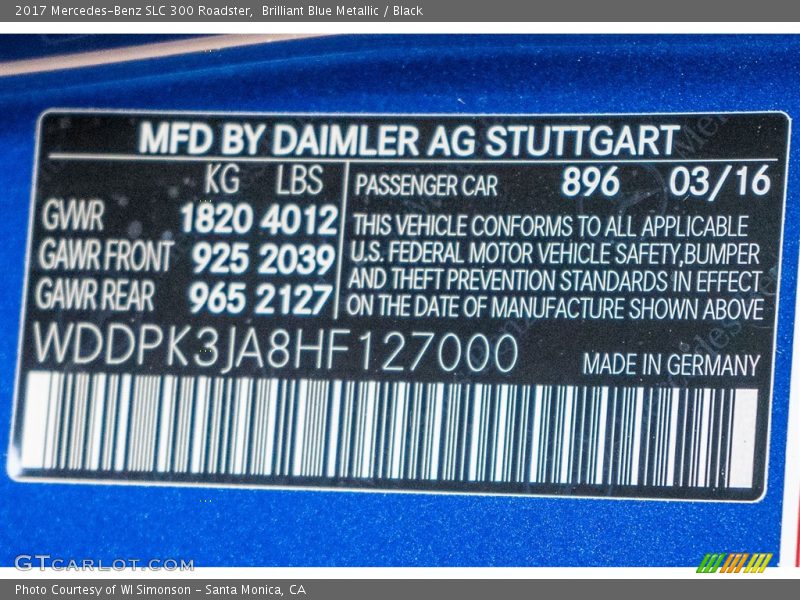 2017 Mercedes-Benz SLC 300 Roadster,  Brilliant Blue Metallic / Black
MFD BY DAIMLER AG STUTTGART
KG LBS
GVWR 1820 4012
GAWR FRONT 925 2039
GAWR REAR 965 2127
PASSENGER CAR 896 03/16
THIS VEHICLE CONFORMS TO ALL APPLICABLE
U.S. FEDERAL MOTOR VEHICLE SAFETY,BUMPER
AND THEFT PREVENTION STANDARDS IN EFFECT
ON THE DATE OF MANUFACTURE SHOWN ABOVE
WDDPK3JA8HF127000
MADE IN GERMANY
GTcarlot.com
Photo Courtesy of WI Simonson - Santa Monica, CA